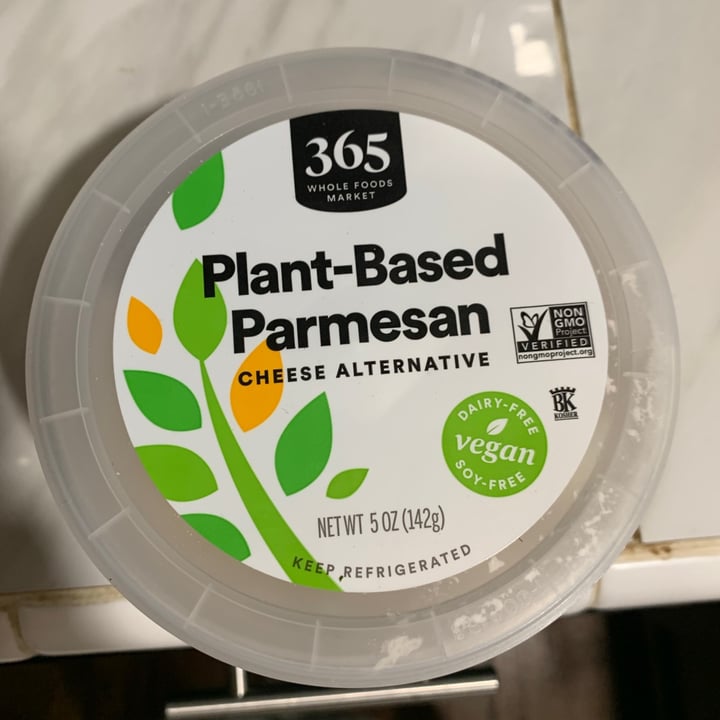 365
WHOLE FOODS
MARKET
Plant-Based
Parmesan
CHEESE ALTERNATIVE
NON
GMO
Project
VERIFIED
nongmoproject.org
BK
KOSHER
DAIRY-FREE
vegan
SOY-FREE
NET WT 5 OZ (142g)
KEEP REFRIGERATED